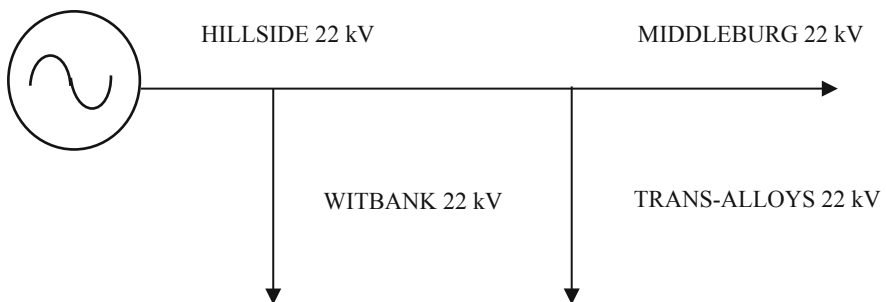 HILLSIDE 22 kV
MIDDLEBURG 22 kV
WITBANK 22 kV
TRANS-ALLOYS 22 kV